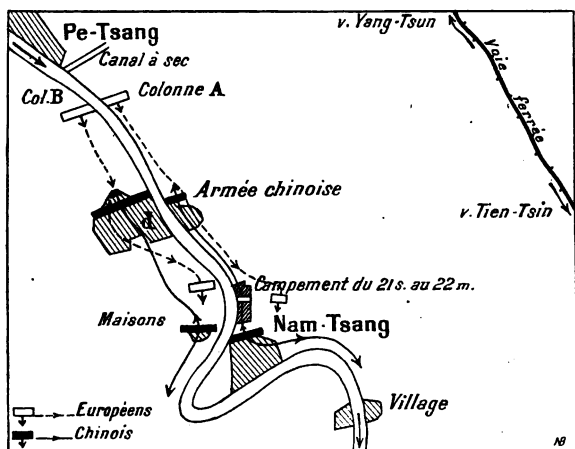 Pe-Tsang
Canal à sec
v. Yang-Tsun
Voie ferrée
Col. B
Colonne A
Armée chinoise
d
v. Tien-Tsin
Campement du 21 s. au 22 m.
Maisons
Nam-Tsang
Village
Européens
Chinois
NB